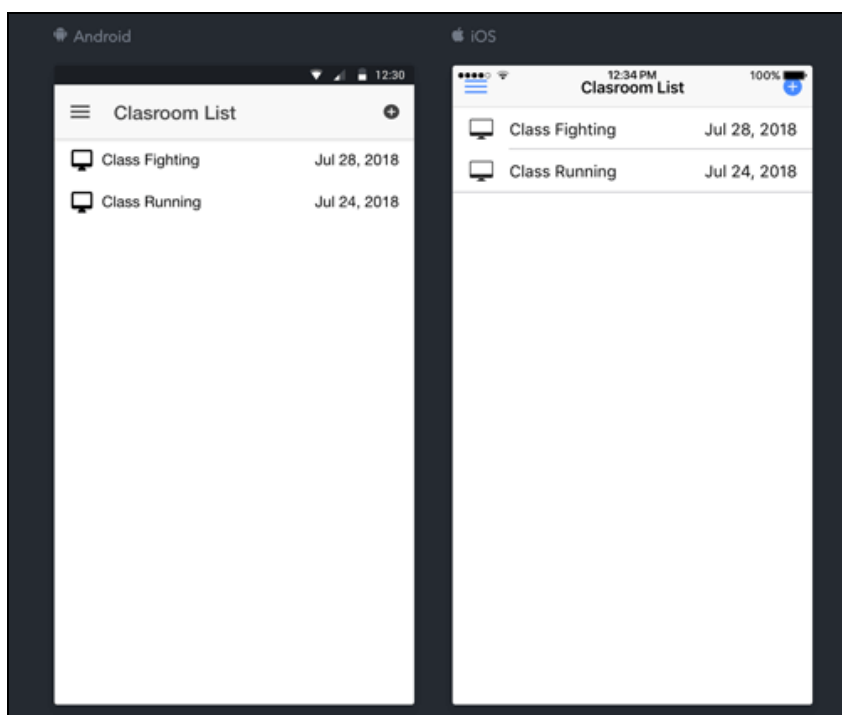 Android
12:30
Clasroom List
Class Fighting Jul 28, 2018
Class Running Jul 24, 2018
iOS
12:34 PM 100%
Clasroom List
Class Fighting Jul 28, 2018
Class Running Jul 24, 2018